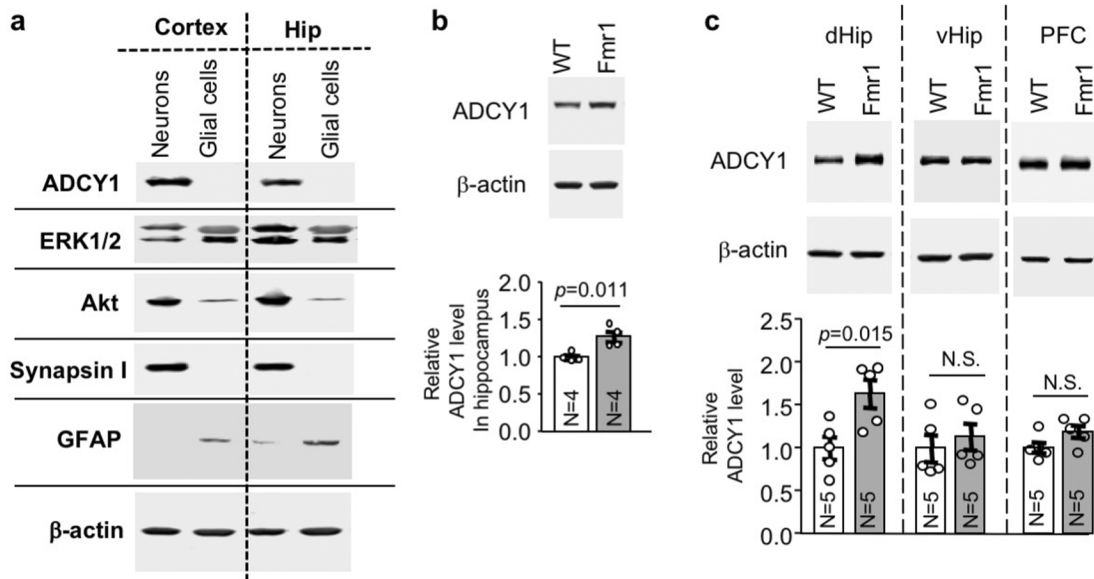 a
Cortex Hip
Neurons Glial cells Neurons Glial cells
ADCY1
ERK1/2
Akt
Synapsin I
GFAP
β-actin
b
WT Fmr1
ADCY1
β-actin
Relative
ADCY1 level
In hippocampus
2.0
1.5
1.0
0.5
0.0
p=0.011
N=4 N=4
c
dHip vHip PFC
WT Fmr1 WT Fmr1 WT Fmr1
ADCY1
β-actin
Relative
ADCY1 level
2.5
2.0
1.5
1.0
0.5
0.0
p=0.015 N.S. N.S.
N=5 N=5 N=5 N=5 N=5 N=5